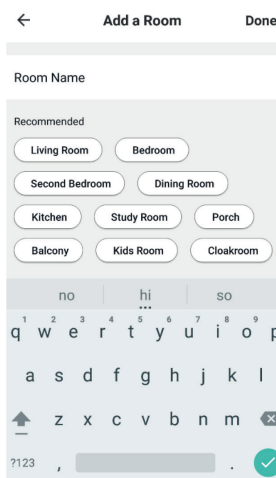 Add a Room Done
Room Name
Recommended
Living Room Bedroom
Second Bedroom Dining Room
Kitchen Study Room Porch
Balcony Kids Room Cloakroom
no hi so
1 2 3 4 5 6 7 8 9
q w e r t y u i o p
a s d f g h j k l
z x c v b n m
?123 , .